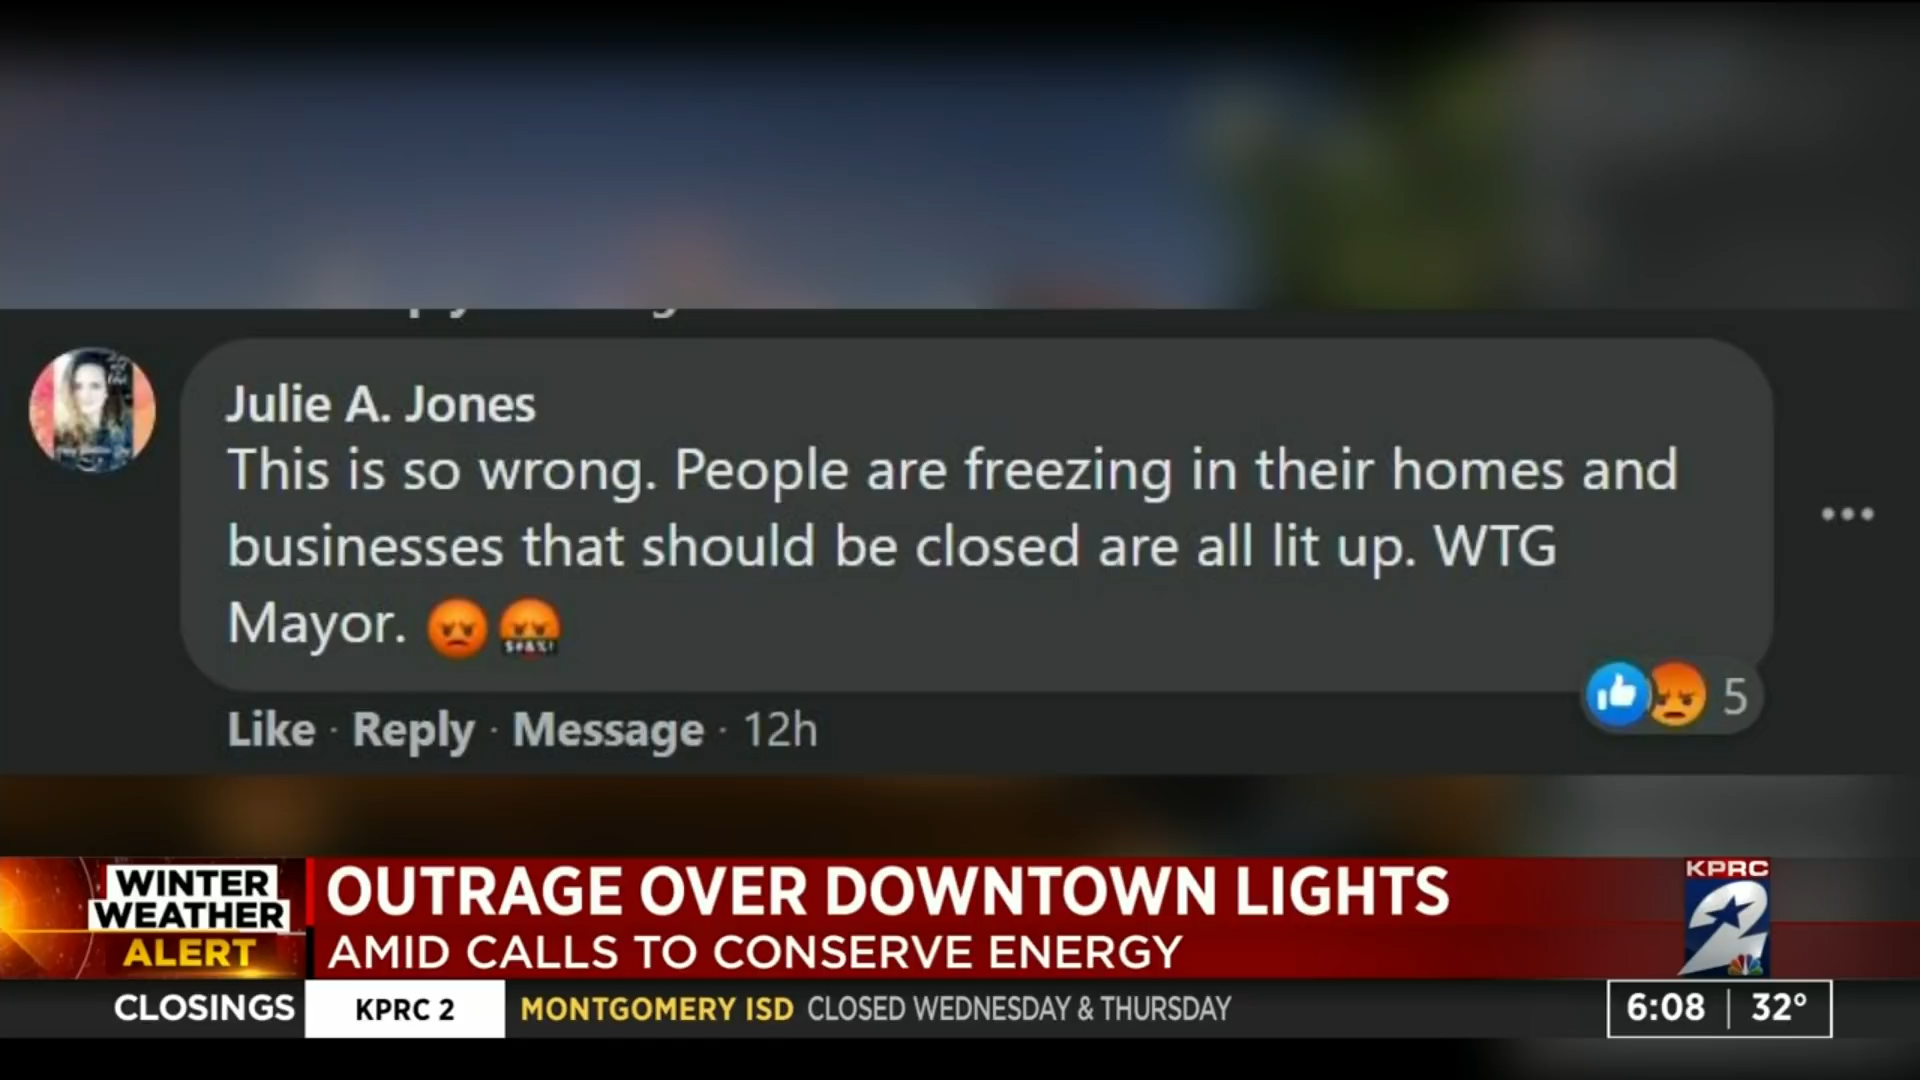 Julie A. Jones
This is so wrong. People are freezing in their homes and
businesses that should be closed are all lit up. WTG
Mayor. 😡🤬
Like · Reply · Message · 12h
5
WINTER
WEATHER
ALERT
OUTRAGE OVER DOWNTOWN LIGHTS
AMID CALLS TO CONSERVE ENERGY
KPRC
2
CLOSINGS
KPRC 2
MONTGOMERY ISD CLOSED WEDNESDAY & THURSDAY
6:08 | 32°